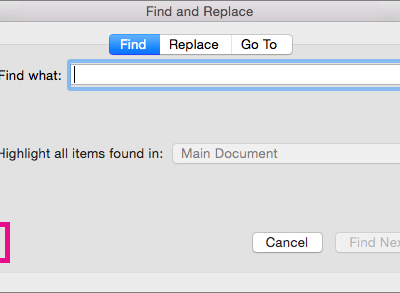 Find and Replace
Find Replace Go To
Find what:
Highlight all items found in: Main Document
Cancel Find Nex